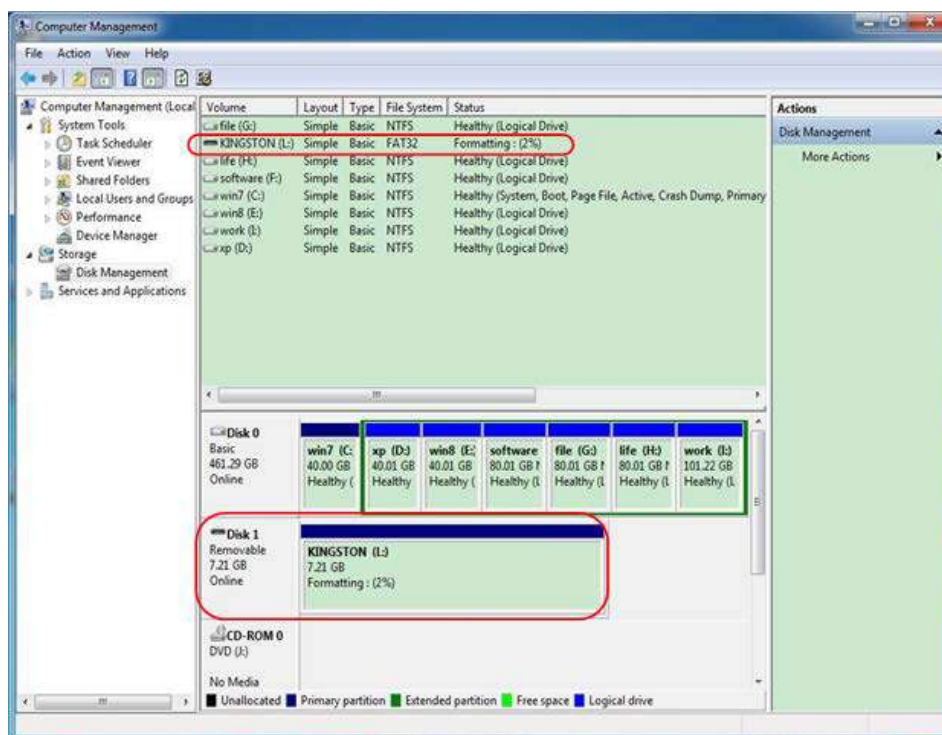 Computer Management
File Action View Help
Computer Management (Local
System Tools
Task Scheduler
Event Viewer
Shared Folders
Local Users and Groups
Performance
Device Manager
Storage
Disk Management
Services and Applications
Volume Layout Type File System Status
file (G:) Simple Basic NTFS Healthy (Logical Drive)
KINGSTON (L:) Simple Basic FAT32 Formatting : (2%)
life (H:) Simple Basic NTFS Healthy (Logical Drive)
software (F:) Simple Basic NTFS Healthy (Logical Drive)
win7 (C:) Simple Basic NTFS Healthy (System, Boot, Page File, Active, Crash Dump, Primary
win8 (E:) Simple Basic NTFS Healthy (Logical Drive)
work (I:) Simple Basic NTFS Healthy (Logical Drive)
xp (D:) Simple Basic NTFS Healthy (Logical Drive)
Actions
Disk Management
More Actions
Disk 0
Basic
461.29 GB
Online
win7 (C:
40.00 GB
Healthy (
xp (D:)
40.01 GB
Healthy
win8 (E:
40.01 GB
Healthy (
software
80.01 GB
Healthy (L
file (G:)
80.01 GB
Healthy (L
life (H:)
80.01 GB
Healthy (L
work (I:)
101.22 GB
Healthy (L
Disk 1
Removable
7.21 GB
Online
KINGSTON (L:)
7.21 GB
Formatting : (2%)
CD-ROM 0
DVD (J:)
No Media
Unallocated Primary partition Extended partition Free space Logical drive